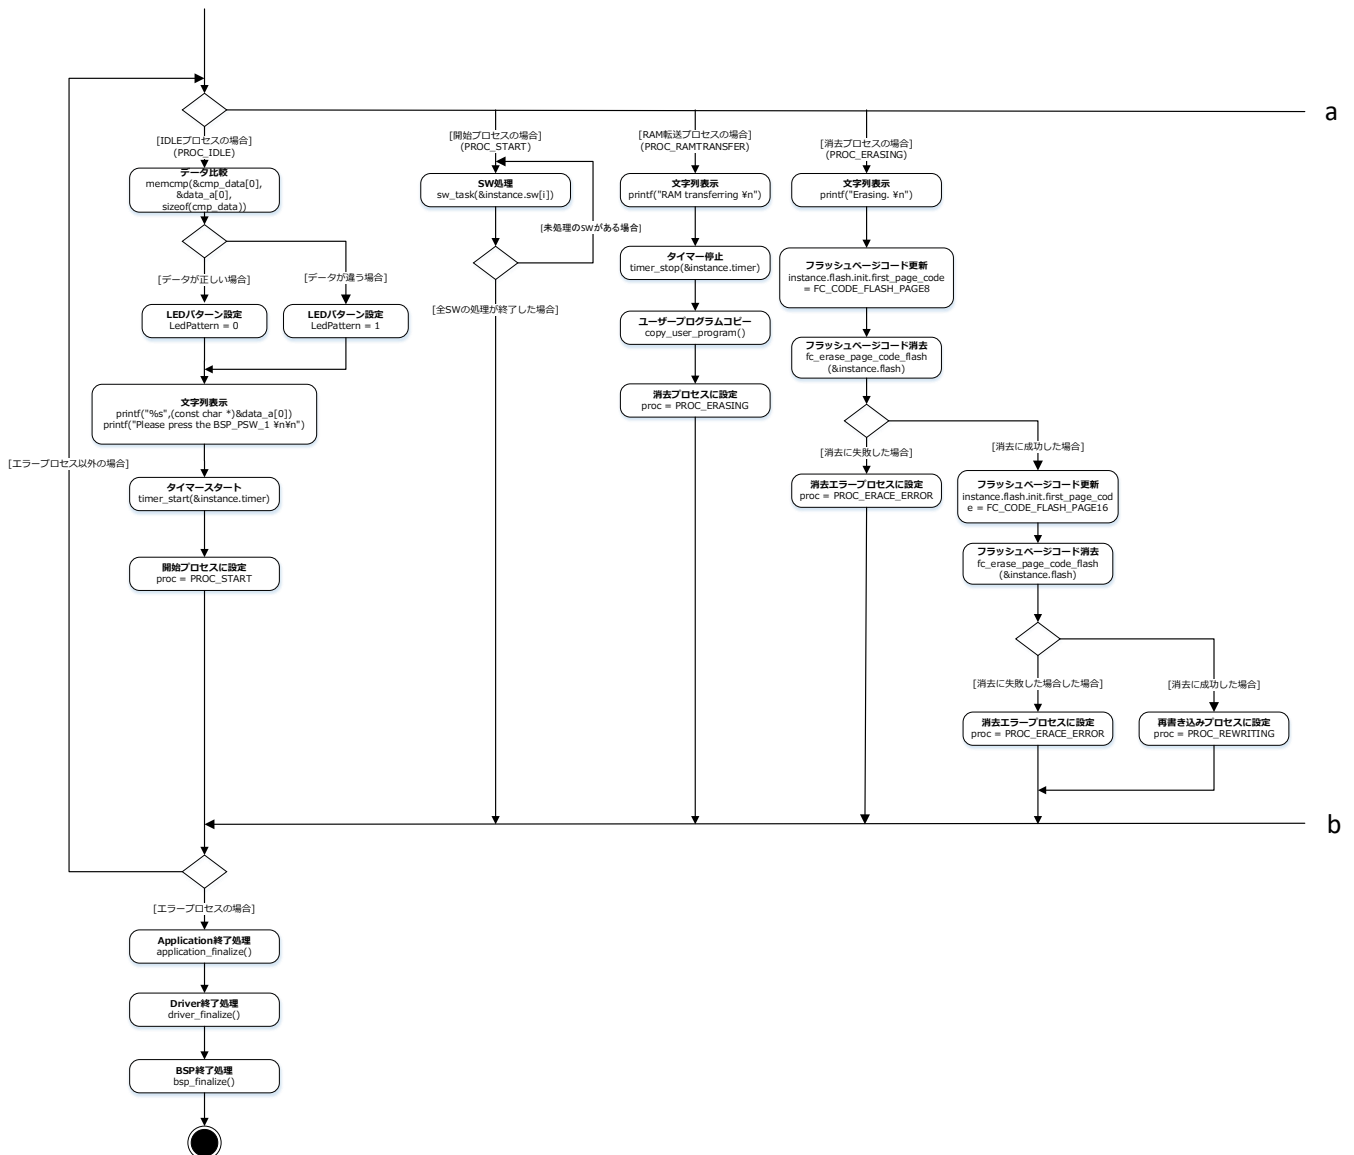 a
[IDLEプロセスの場合]
(PROC_IDLE)
データ比較
memcmp(&cmp_data[0],
&data_a[0],
sizeof(cmp_data))
[データが正しい場合]
[データが違う場合]
LEDパターン設定
LedPattern = 0
LEDパターン設定
LedPattern = 1
文字列表示
printf("%s",(const char *)&data_a[0])
printf("Please press the BSP_PSW_1 ¥n¥n")
[エラープロセス以外の場合]
タイマースタート
timer_start(&instance.timer)
開始プロセスに設定
proc = PROC_START
[開始プロセスの場合]
(PROC_START)
SW処理
sw_task(&instance.sw[i])
[未処理のSWがある場合]
[全SWの処理が終了した場合]
[RAM転送プロセスの場合]
(PROC_RAMTRANSFER)
文字列表示
printf("RAM transferring ¥n")
タイマー停止
timer_stop(&instance.timer)
ユーザープログラムコピー
copy_user_program()
消去プロセスに設定
proc = PROC_ERASING
[消去プロセスの場合]
(PROC_ERASING)
文字列表示
printf("Erasing. ¥n")
フラッシュページコード更新
instance.flash.init.first_page_code
= FC_CODE_FLASH_PAGE8
フラッシュページコード消去
fc_erase_page_code_flash
(&instance.flash)
[消去に失敗した場合]
[消去に成功した場合]
消去エラープロセスに設定
proc = PROC_ERACE_ERROR
フラッシュページコード更新
instance.flash.init.first_page_cod
e = FC_CODE_FLASH_PAGE16
フラッシュページコード消去
fc_erase_page_code_flash
(&instance.flash)
[消去に失敗した場合した場合]
[消去に成功した場合]
消去エラープロセスに設定
proc = PROC_ERACE_ERROR
再書き込みプロセスに設定
proc = PROC_REWRITING
b
[エラープロセスの場合]
Application終了処理
application_finalize()
Driver終了処理
driver_finalize()
BSP終了処理
bsp_finalize()